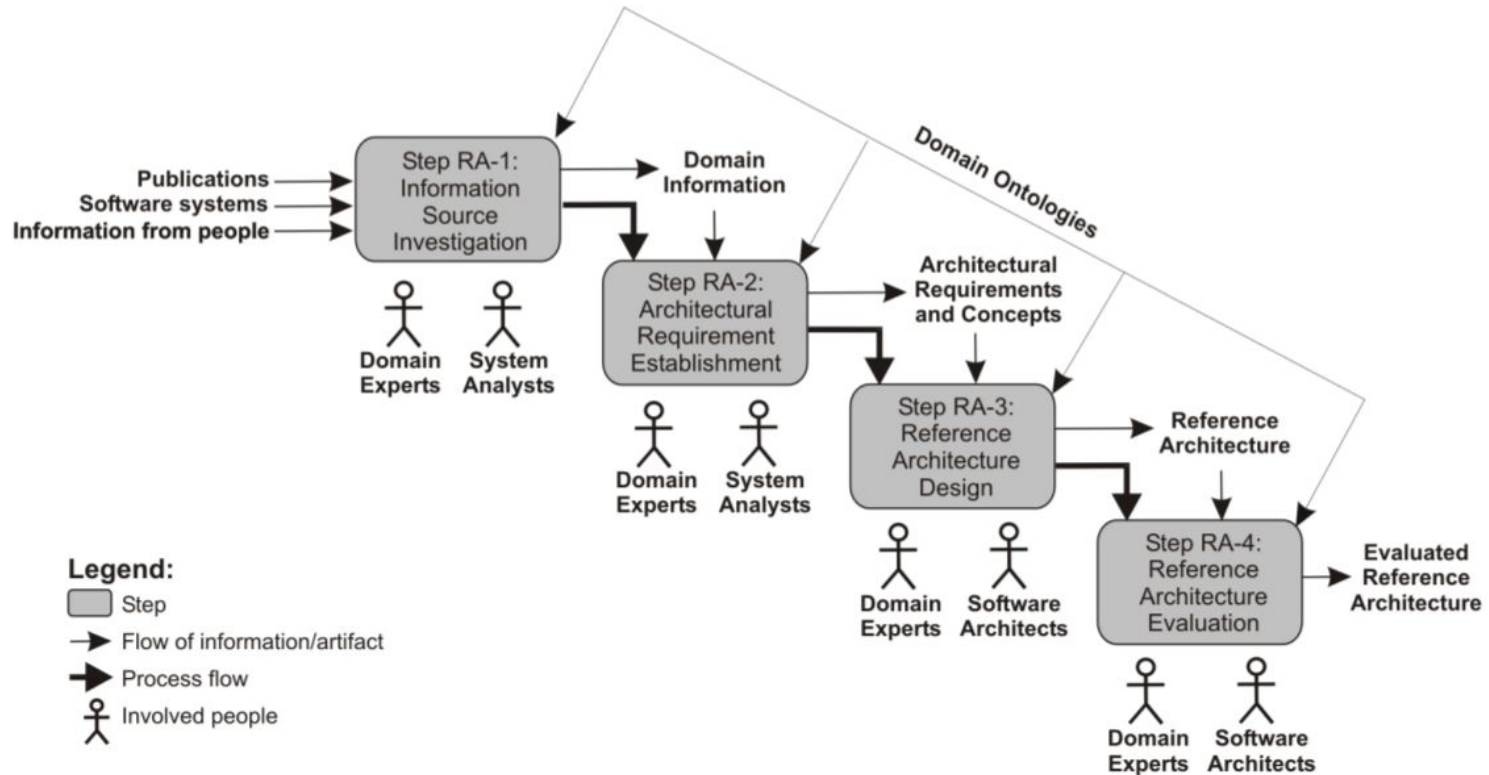 Domain Ontologies
Publications
Software systems
Information from people
Step RA-1:
Information
Source
Investigation
Domain
Information
Domain
Experts
System
Analysts
Step RA-2:
Architectural
Requirement
Establishment
Architectural
Requirements
and Concepts
Domain
Experts
System
Analysts
Step RA-3:
Reference
Architecture
Design
Reference
Architecture
Domain
Experts
Software
Architects
Step RA-4:
Reference
Architecture
Evaluation
Evaluated
Reference
Architecture
Domain
Experts
Software
Architects
Legend:
Step
Flow of information/artifact
Process flow
Involved people